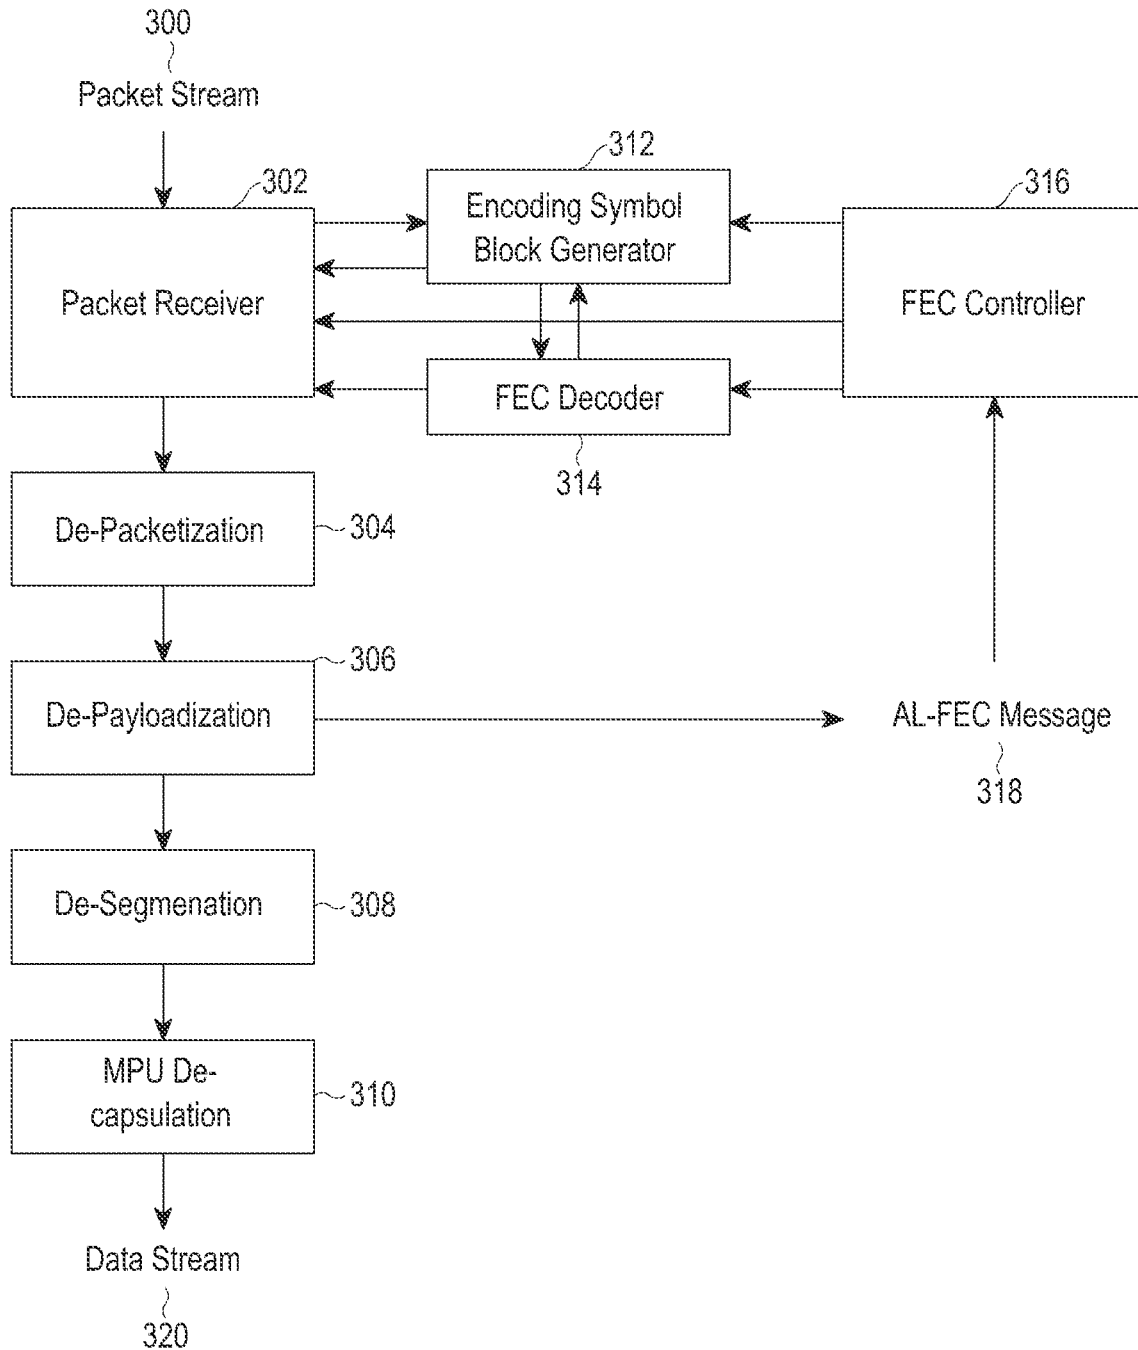 300
Packet Stream
302
Packet Receiver
312
Encoding Symbol
Block Generator
316
FEC Controller
FEC Decoder
314
De-Packetization
304
De-Payloadization
306
AL-FEC Message
318
De-Segmenation
308
MPU De-
capsulation
310
Data Stream
320